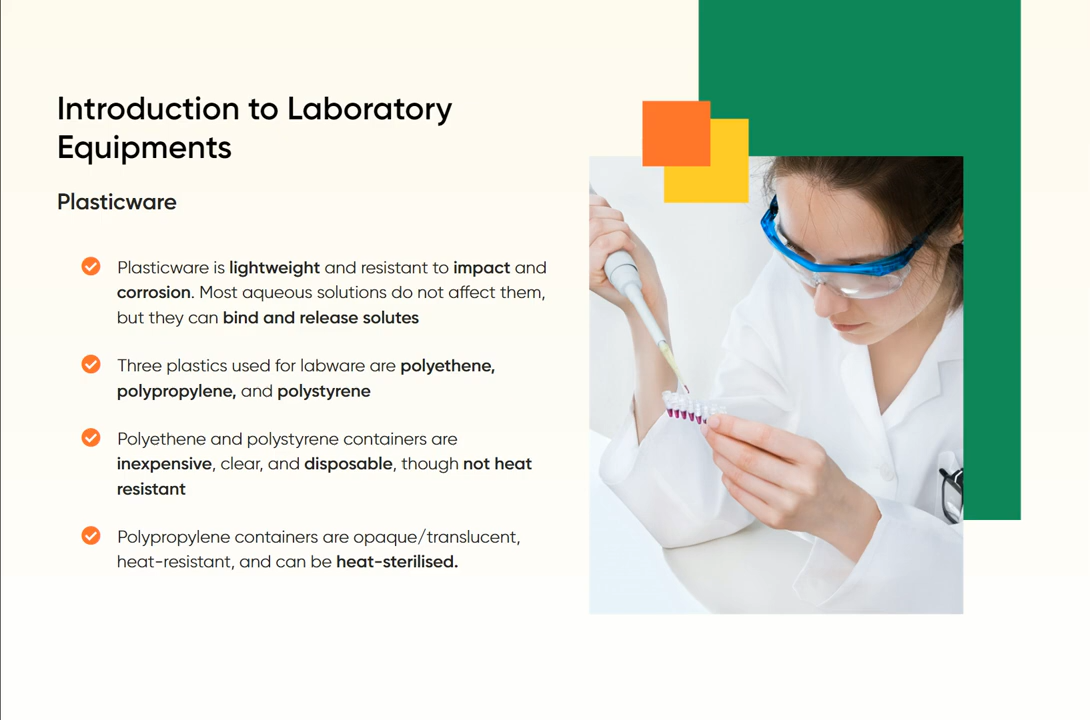 Introduction to Laboratory
Equipments
Plasticware
Plasticware is lightweight and resistant to impact and
corrosion. Most aqueous solutions do not affect them,
but they can bind and release solutes
Three plastics used for labware are polyethene,
polypropylene, and polystyrene
Polyethene and polystyrene containers are
inexpensive, clear, and disposable, though not heat
resistant
Polypropylene containers are opaque/translucent,
heat-resistant, and can be heat-sterilised.